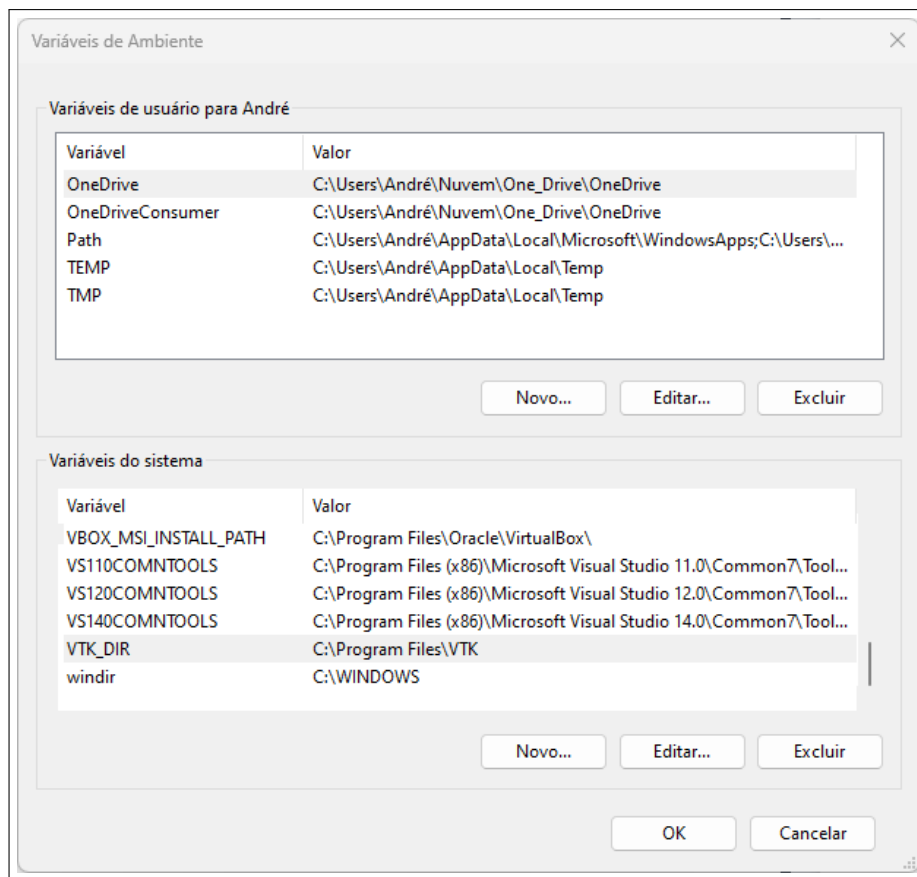 Variáveis de Ambiente
Variáveis de usuário para André
Variável Valor
OneDrive C:\Users\André\Nuvem\One_Drive\OneDrive
OneDriveConsumer C:\Users\André\Nuvem\One_Drive\OneDrive
Path C:\Users\André\AppData\Local\Microsoft\WindowsApps;C:\Users\...
TEMP C:\Users\André\AppData\Local\Temp
TMP C:\Users\André\AppData\Local\Temp
Novo... Editar... Excluir
Variáveis do sistema
Variável Valor
VBOX_MSI_INSTALL_PATH C:\Program Files\Oracle\VirtualBox\
VS110COMNTOOLS C:\Program Files (x86)\Microsoft Visual Studio 11.0\Common7\Tool...
VS120COMNTOOLS C:\Program Files (x86)\Microsoft Visual Studio 12.0\Common7\Tool...
VS140COMNTOOLS C:\Program Files (x86)\Microsoft Visual Studio 14.0\Common7\Tool...
VTK_DIR C:\Program Files\VTK
windir C:\WINDOWS
Novo... Editar... Excluir
OK Cancelar